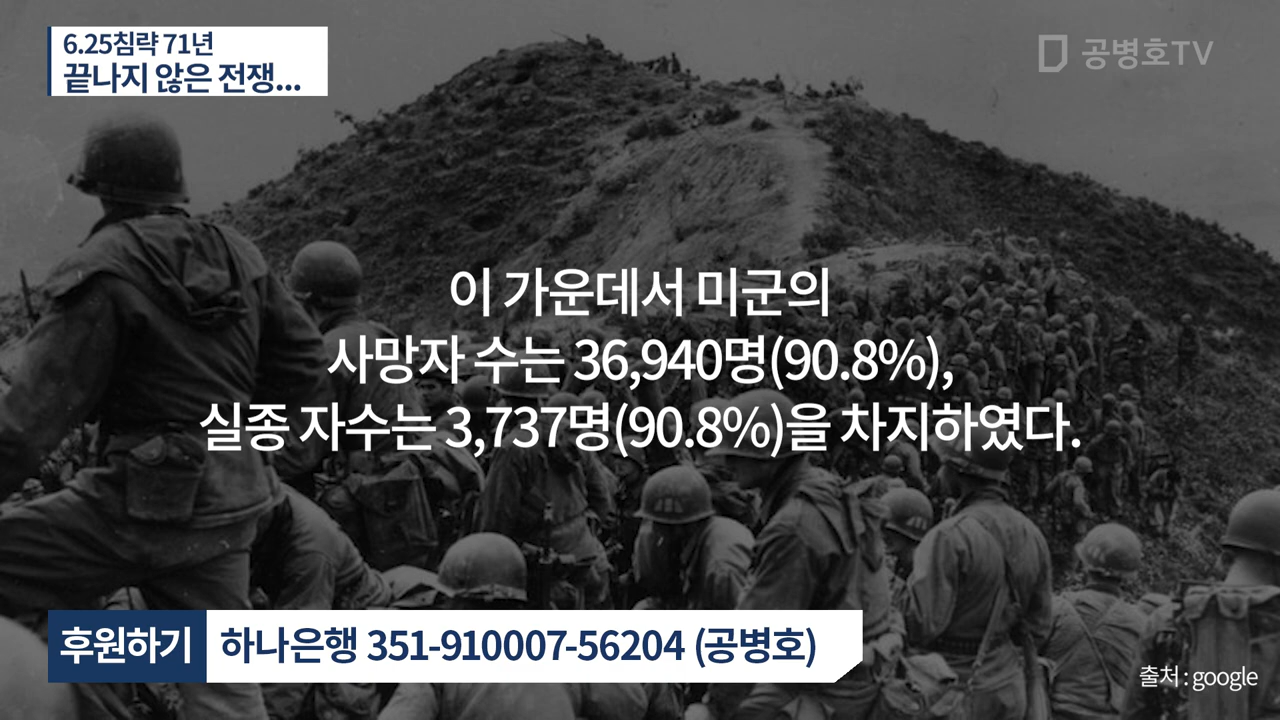 6.25침략 71년
끝나지 않은 전쟁...
공병호TV
이 가운데서 미군의
사망자 수는 36,940명(90.8%),
실종 자수는 3,737명(90.8%)을 차지하였다.
후원하기 하나은행 351-910007-56204 (공병호)
출처 : google